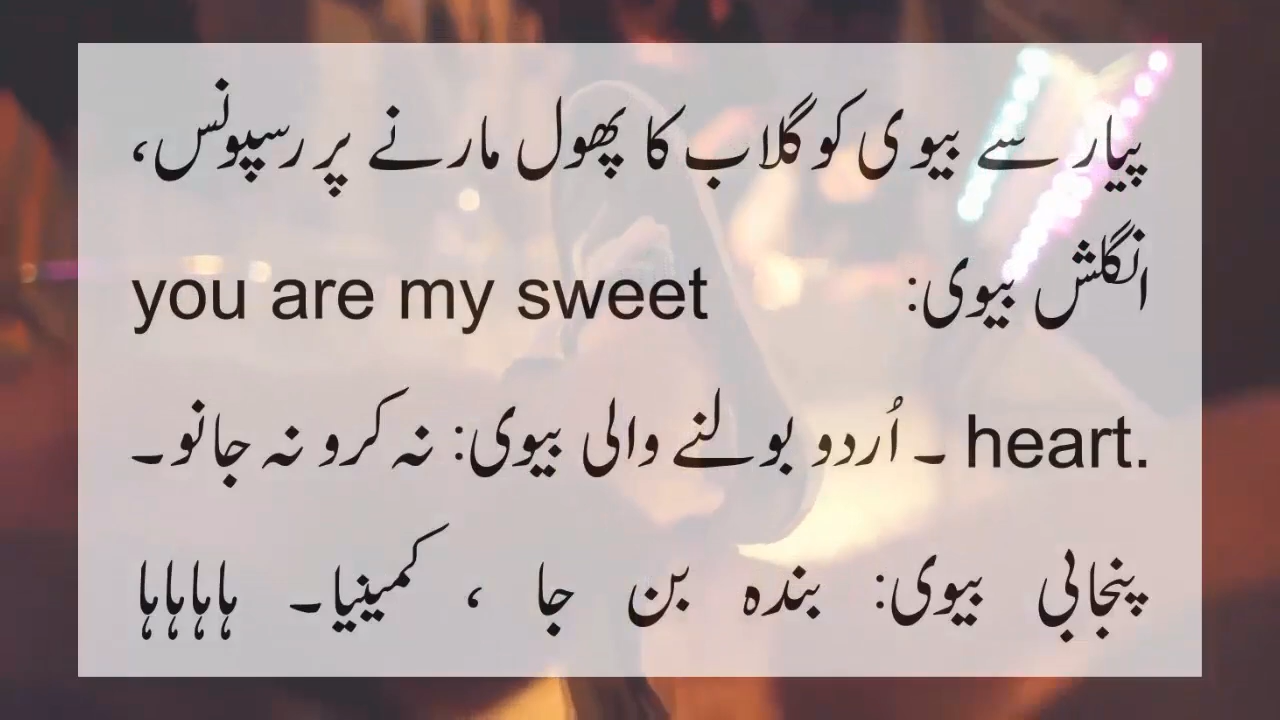 پیار سے بیوی کو گلاب کا پھول مارنے پر رسپونس،
انگلش بیوی: you are my sweet
heart. ۔ اُردو بولنے والی بیوی: نہ کرو نہ جانو۔
پنجابی بیوی: بندہ بن جا ، کمینیا۔ ہاہاہاہا